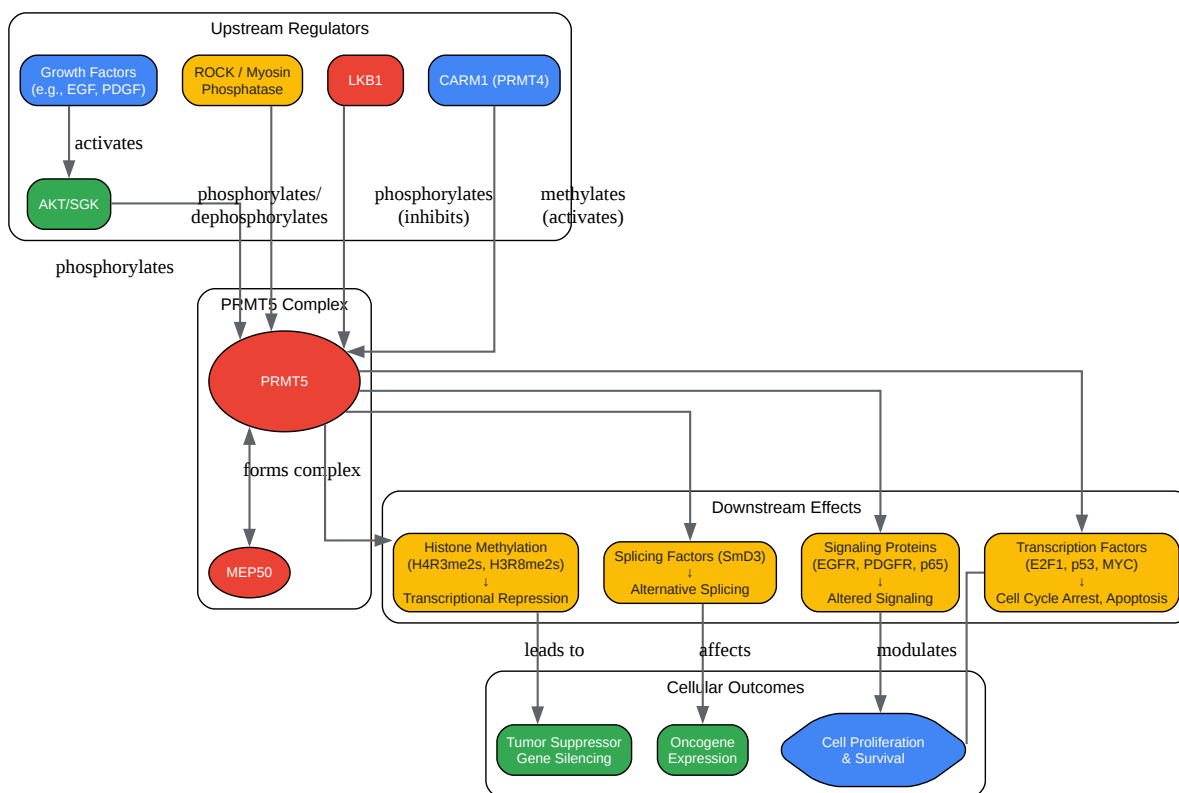 Upstream Regulators
Growth Factors
(e.g., EGF, PDGF)
ROCK / Myosin
Phosphatase
LKB1
CARM1 (PRMT4)
activates
AKT/SGK
phosphorylates/
dephosphorylates
phosphorylates
(inhibits)
methylates
(activates)
phosphorylates
PRMT5 Complex
PRMT5
forms complex
MEP50
Downstream Effects
Histone Methylation
(H4R3me2s, H3R8me2s)
↓
Transcriptional Repression
Splicing Factors (SmD3)
↓
Alternative Splicing
Signaling Proteins
(EGFR, PDGFR, p65)
↓
Altered Signaling
Transcription Factors
(E2F1, p53, MYC)
↓
Cell Cycle Arrest, Apoptosis
leads to
affects
modulates
Cellular Outcomes
Tumor Suppressor
Gene Silencing
Oncogene
Expression
Cell Proliferation
& Survival